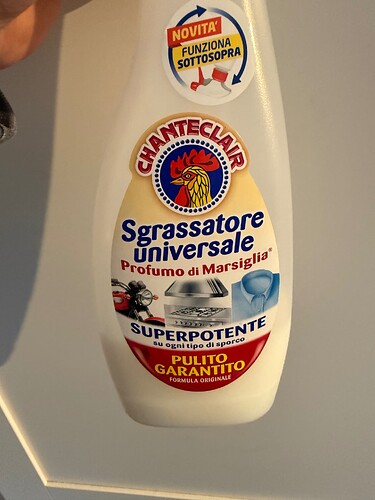 NOVITA'
FUNZIONA
SOTTOSOPRA
CHANTECLAIR
Sgrassatore
universale
Profumo di Marsiglia®
SUPERPOTENTE
su ogni tipo di sporco
PULITO
GARANTITO
FORMULA ORIGINALE